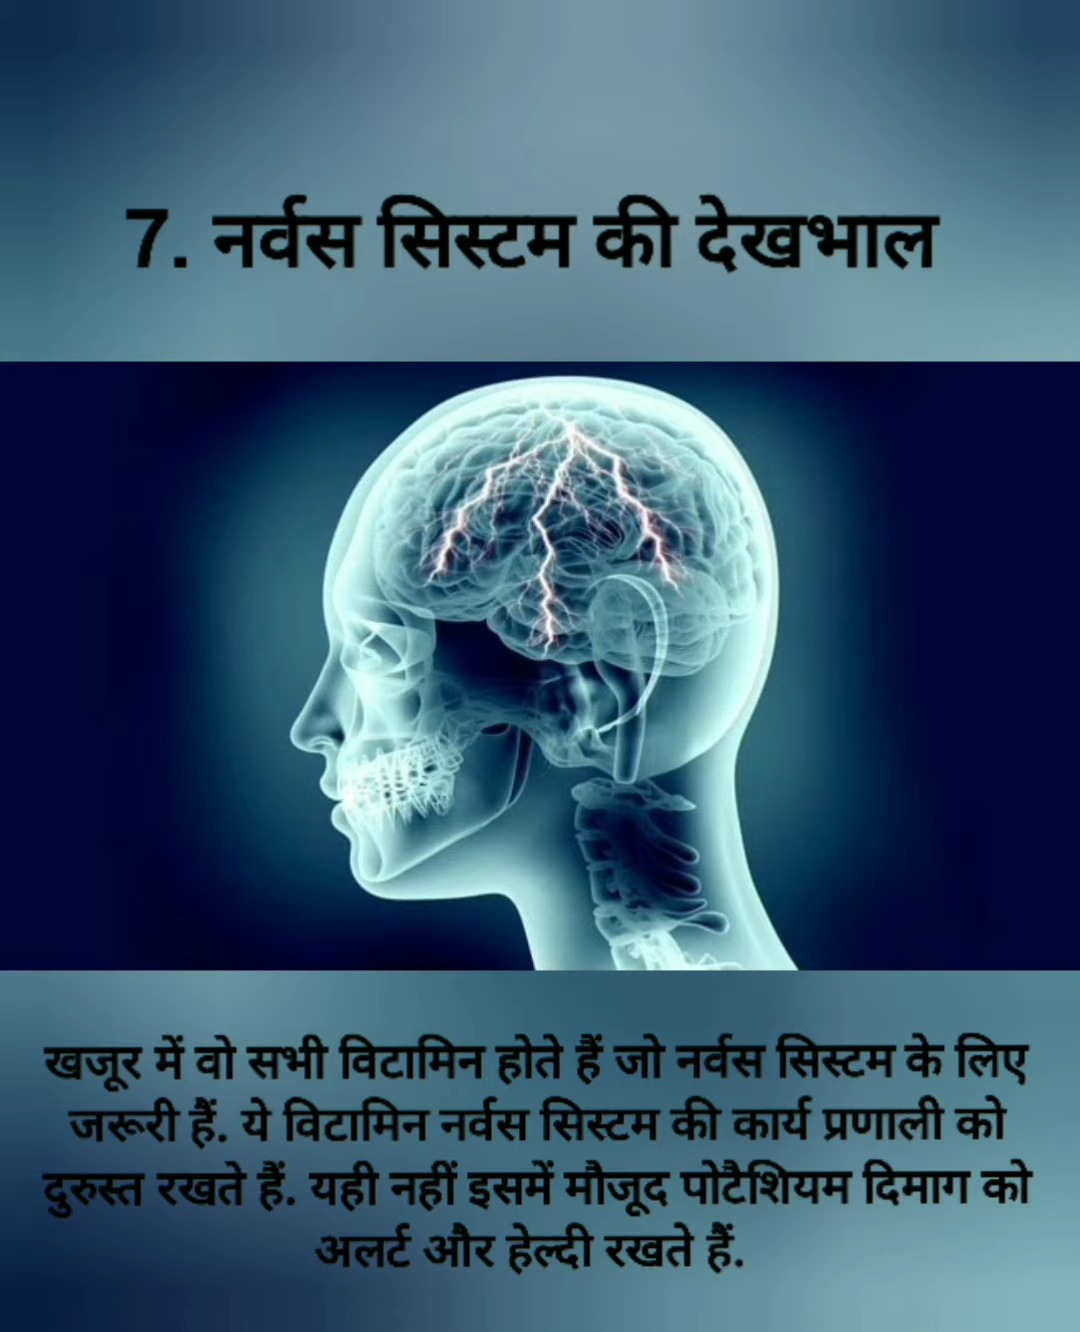 7. नर्वस सिस्टम की देखभाल
खजूर में वो सभी विटामिन होते हैं जो नर्वस सिस्टम के लिए
जरूरी हैं. ये विटामिन नर्वस सिस्टम की कार्य प्रणाली को
दुरुस्त रखते हैं. यही नहीं इसमें मौजूद पोटैशियम दिमाग को
अलर्ट और हेल्दी रखते हैं.